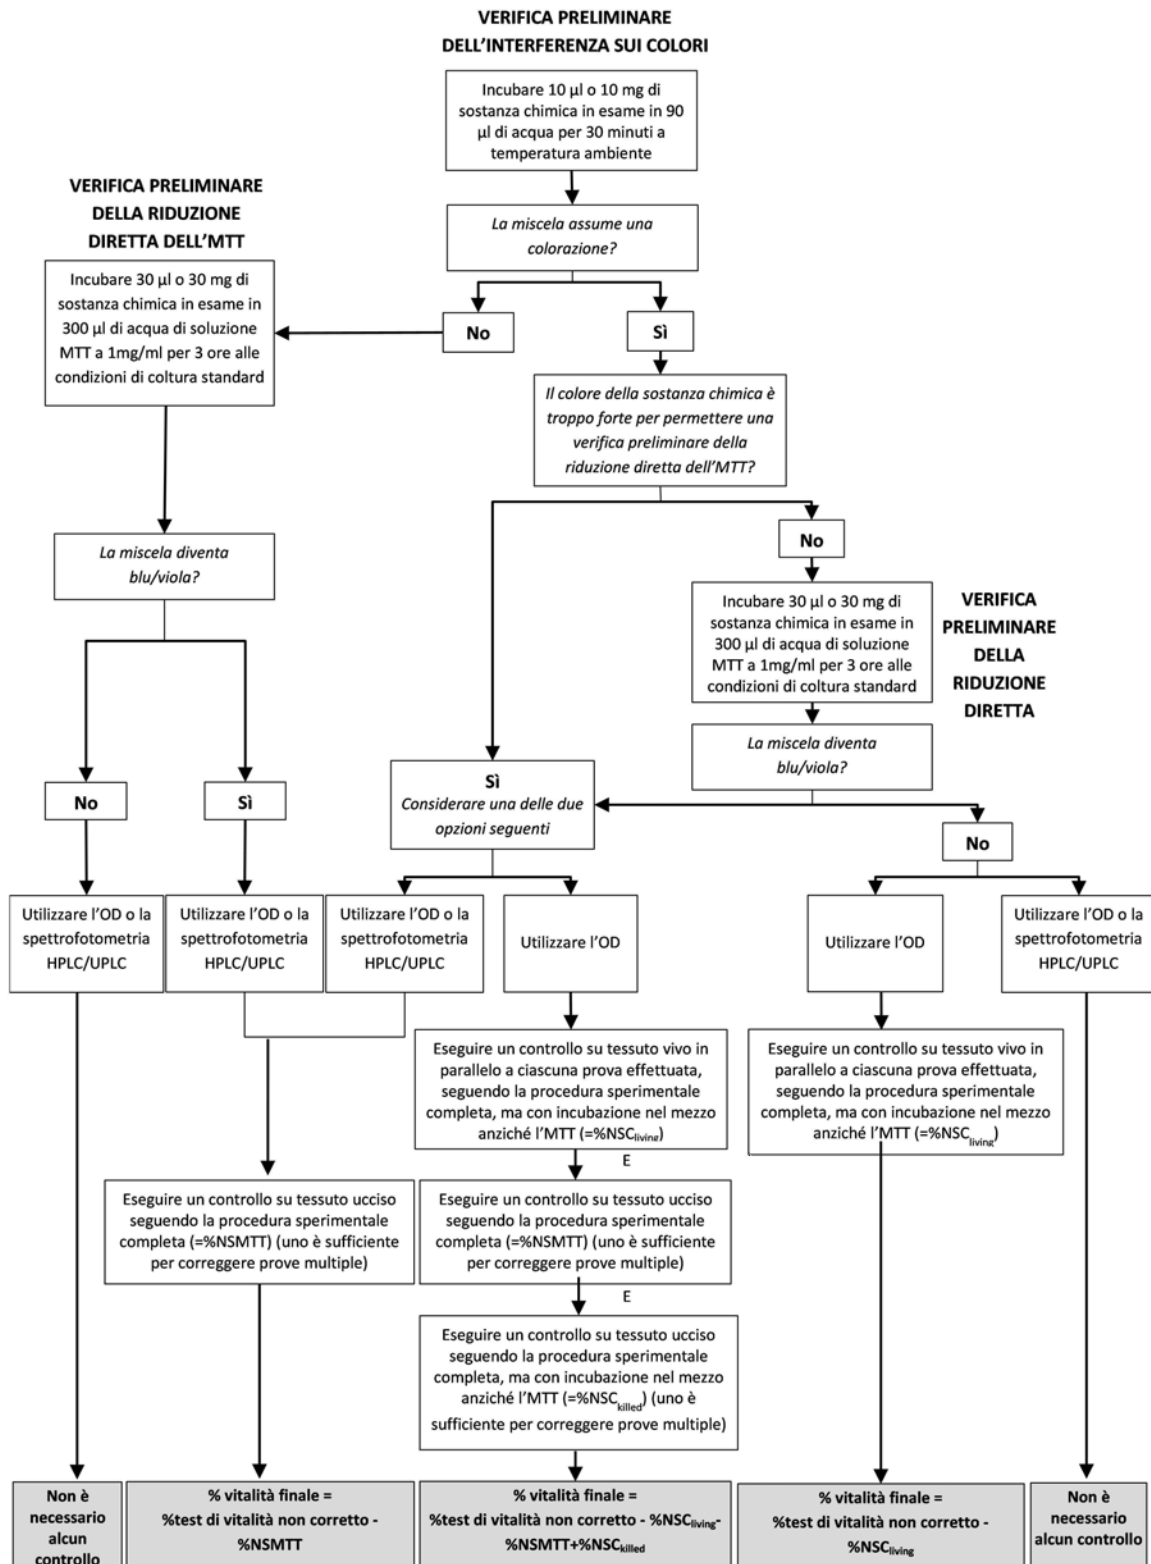 VERIFICA PRELIMINARE
DELL'INTERFERENZA SUI COLORI
Incubare 10 µl o 10 mg di
sostanza chimica in esame in 90
µl di acqua per 30 minuti a
temperatura ambiente
La miscela assume una
colorazione?
No
Sì
VERIFICA PRELIMINARE
DELLA RIDUZIONE
DIRETTA DELL'MTT
Incubare 30 µl o 30 mg di
sostanza chimica in esame in
300 µl di acqua di soluzione
MTT a 1mg/ml per 3 ore alle
condizioni di coltura standard
La miscela diventa
blu/viola?
No
Sì
Il colore della sostanza chimica è
troppo forte per permettere una
verifica preliminare della
riduzione diretta dell'MTT?
No
Incubare 30 µl o 30 mg di
sostanza chimica in esame in
300 µl di acqua di soluzione
MTT a 1mg/ml per 3 ore alle
condizioni di coltura standard
VERIFICA
PRELIMINARE
DELLA
RIDUZIONE
DIRETTA
La miscela diventa
blu/viola?
Sì
Considerare una delle due
opzioni seguenti
No
Utilizzare l'OD o la
spettrofotometria
HPLC/UPLC
Utilizzare l'OD o la
spettrofotometria
HPLC/UPLC
Utilizzare l'OD o la
spettrofotometria
HPLC/UPLC
Utilizzare l'OD
Utilizzare l'OD
Utilizzare l'OD o la
spettrofotometria
HPLC/UPLC
Eseguire un controllo su tessuto vivo in
parallelo a ciascuna prova effettuata,
seguendo la procedura sperimentale
completa, ma con incubazione nel mezzo
anziché l'MTT (=%NSCliving)
E
Eseguire un controllo su tessuto vivo in
parallelo a ciascuna prova effettuata,
seguendo la procedura sperimentale
completa, ma con incubazione nel mezzo
anziché l'MTT (=%NSCliving)
Eseguire un controllo su tessuto ucciso
seguendo la procedura sperimentale
completa (=%NSMTT) (uno è sufficiente
per correggere prove multiple)
Eseguire un controllo su tessuto ucciso
seguendo la procedura sperimentale
completa (=%NSMTT) (uno è sufficiente
per correggere prove multiple)
E
Eseguire un controllo su tessuto ucciso
seguendo la procedura sperimentale
completa, ma con incubazione nel mezzo
anziché l'MTT (=%NSCkilled) (uno è
sufficiente per correggere prove multiple)
Non è
necessario
alcun
controllo
% vitalità finale =
%test di vitalità non corretto -
%NSMTT
% vitalità finale =
%test di vitalità non corretto - %NSCliving-
%NSMTT+%NSCkilled
% vitalità finale =
%test di vitalità non corretto -
%NSCliving
Non è
necessario
alcun controllo